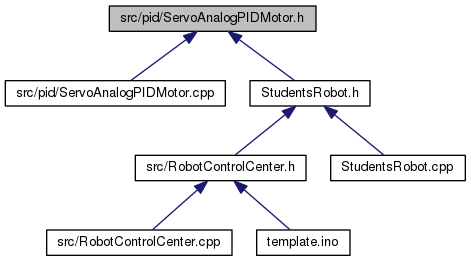 src/pid/ServoAnalogPIDMotor.h
src/pid/ServoAnalogPIDMotor.cpp
StudentsRobot.h
src/RobotControlCenter.h
StudentsRobot.cpp
src/RobotControlCenter.cpp
template.ino